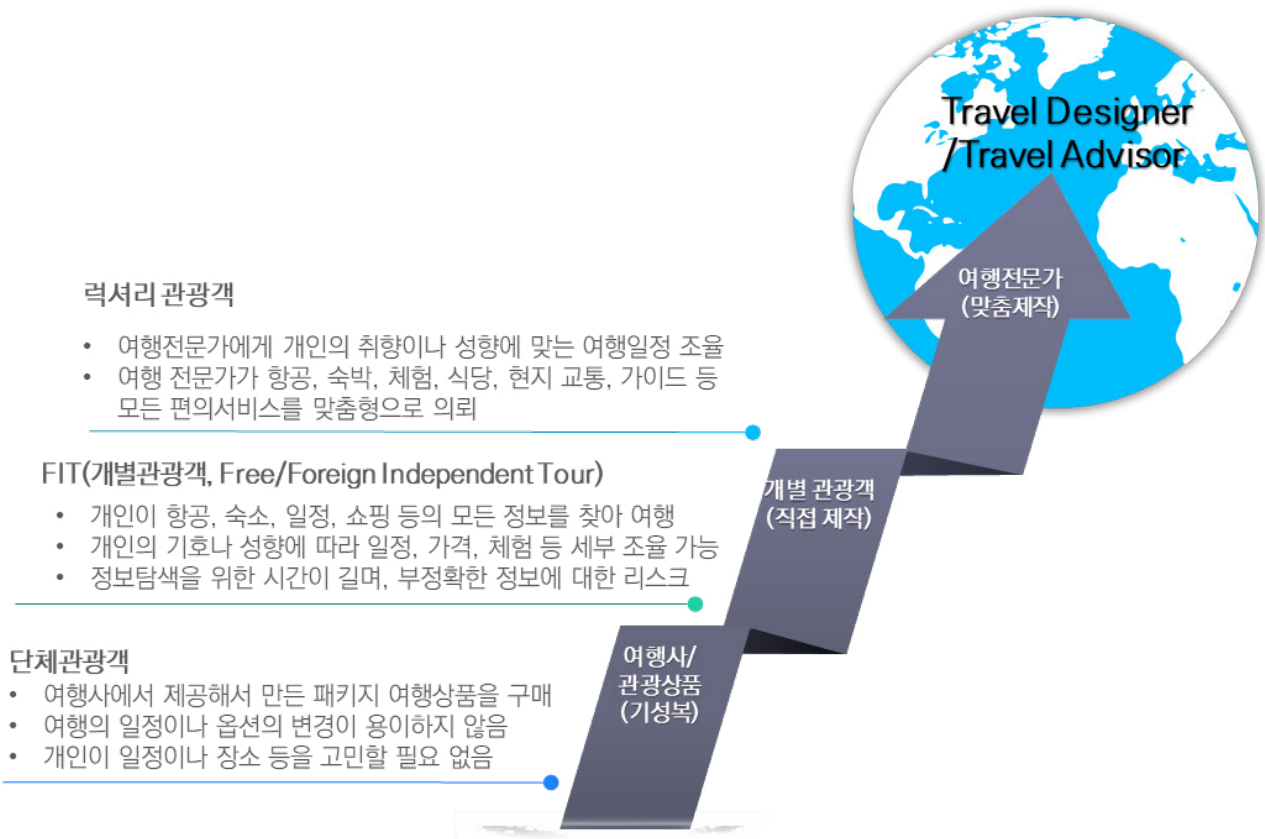 Travel Designer
/Travel Advisor
여행전문가
(맞춤제작)
럭셔리 관광객
• 여행전문가에게 개인의 취향이나 성향에 맞는 여행일정 조율
• 여행 전문가가 항공, 숙박, 체험, 식당, 현지 교통, 가이드 등
모든 편의서비스를 맞춤형으로 의뢰
FIT(개별관광객, Free/Foreign Independent Tour)
• 개인이 항공, 숙소, 일정, 쇼핑 등의 모든 정보를 찾아 여행
• 개인의 기호나 성향에 따라 일정, 가격, 체험 등 세부 조율 가능
• 정보탐색을 위한 시간이 길며, 부정확한 정보에 대한 리스크
개별 관광객
(직접 제작)
단체관광객
• 여행사에서 제공해서 만든 패키지 여행상품을 구매
• 여행의 일정이나 옵션의 변경이 용이하지 않음
• 개인이 일정이나 장소 등을 고민할 필요 없음
여행사/
관광상품
(기성복)